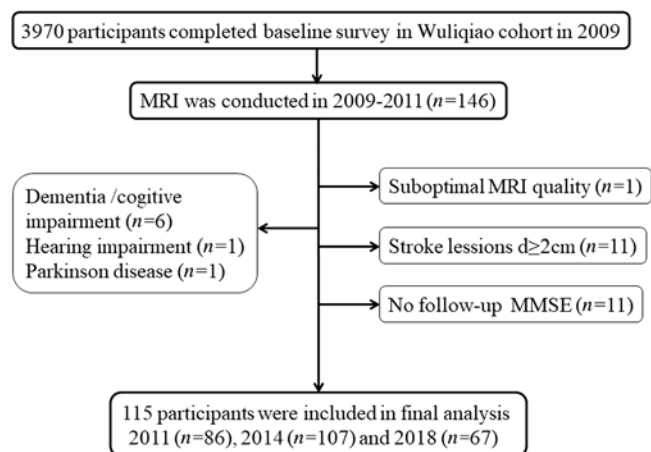 3970 participants completed baseline survey in Wuliqiao cohort in 2009
MRI was conducted in 2009-2011 (n=146)
Dementia /cogitive
impairment (n=6)
Hearing impairment (n=1)
Parkinson disease (n=1)
Suboptimal MRI quality (n=1)
Stroke lessions d≥2cm (n=11)
No follow-up MMSE (n=11)
115 participants were included in final analysis
2011 (n=86), 2014 (n=107) and 2018 (n=67)